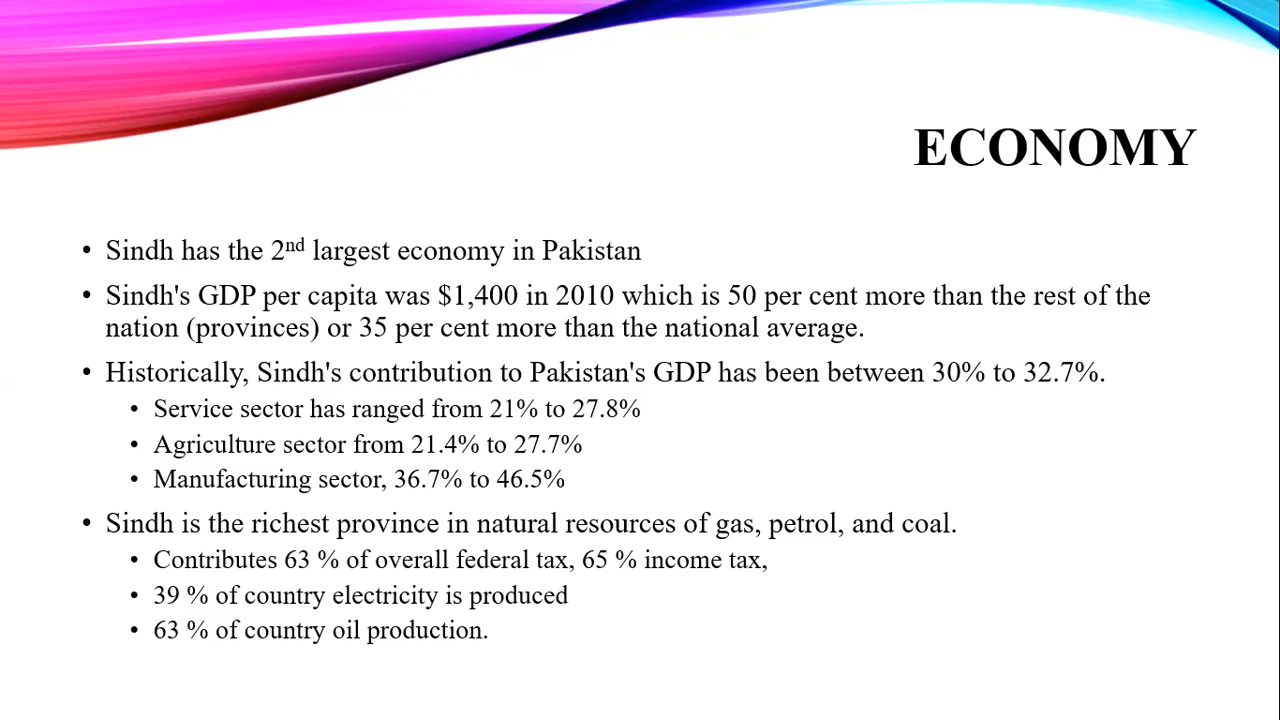 ECONOMY
• Sindh has the 2nd largest economy in Pakistan
• Sindh's GDP per capita was $1,400 in 2010 which is 50 per cent more than the rest of the
nation (provinces) or 35 per cent more than the national average.
• Historically, Sindh's contribution to Pakistan's GDP has been between 30% to 32.7%.
• Service sector has ranged from 21% to 27.8%
• Agriculture sector from 21.4% to 27.7%
• Manufacturing sector, 36.7% to 46.5%
• Sindh is the richest province in natural resources of gas, petrol, and coal.
• Contributes 63 % of overall federal tax, 65 % income tax,
• 39 % of country electricity is produced
• 63 % of country oil production.